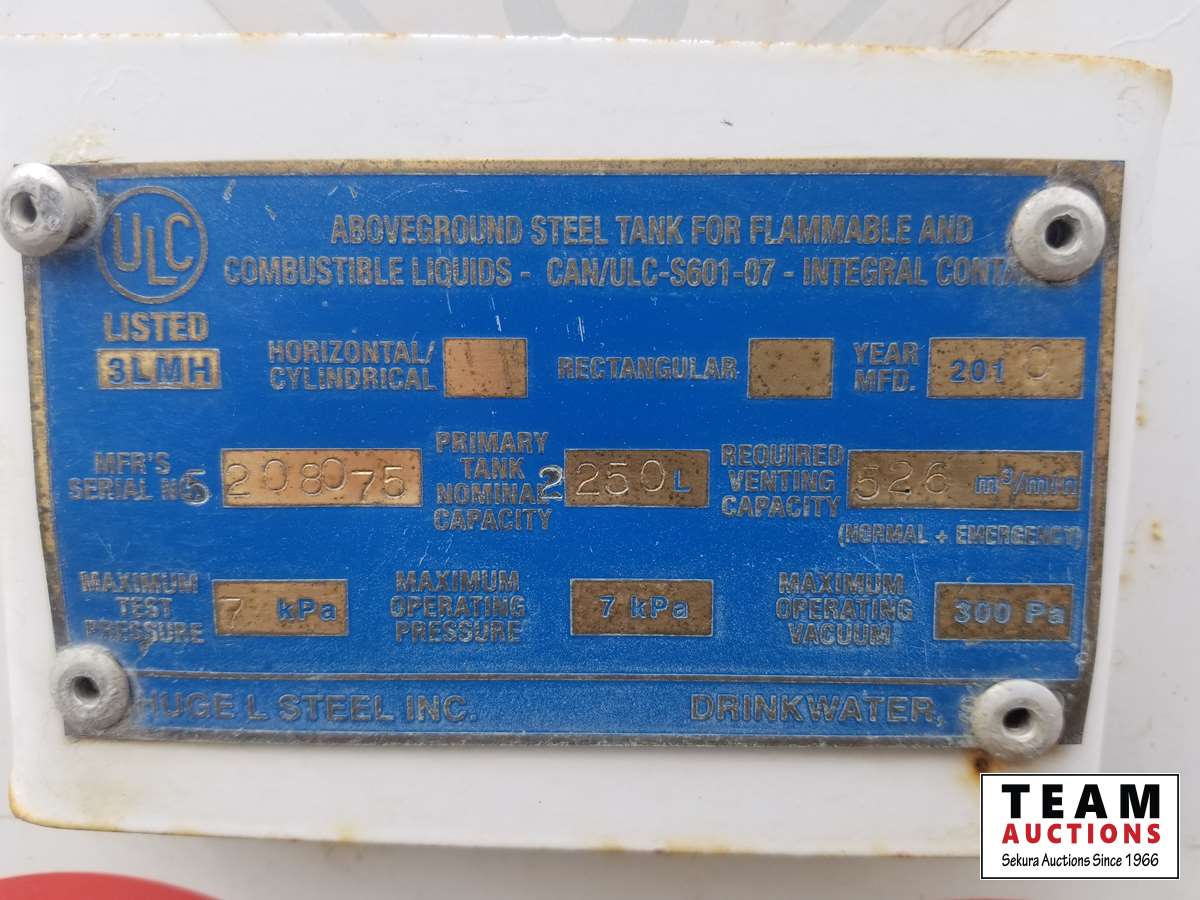 ULC
LISTED
3LMH
ABOVEGROUND STEEL TANK FOR FLAMMABLE AND
COMBUSTIBLE LIQUIDS - CAN/ULC-S601-07 - INTEGRAL CONTA
HORIZONTAL/
CYLINDRICAL
RECTANGULAR
YEAR
MFD.
2010
MFR'S
SERIAL NO
5208075
PRIMARY
TANK
NOMINAL
CAPACITY
2250L
REQUIRED
VENTING
CAPACITY
526 m³/min
(NORMAL + EMERGENCY)
MAXIMUM
TEST
PRESSURE
7 kPa
MAXIMUM
OPERATING
PRESSURE
7 kPa
MAXIMUM
OPERATING
VACUUM
300 Pa
HUGE L STEEL INC.
DRINKWATER,
TEAM
AUCTIONS
Sekura Auctions Since 1966